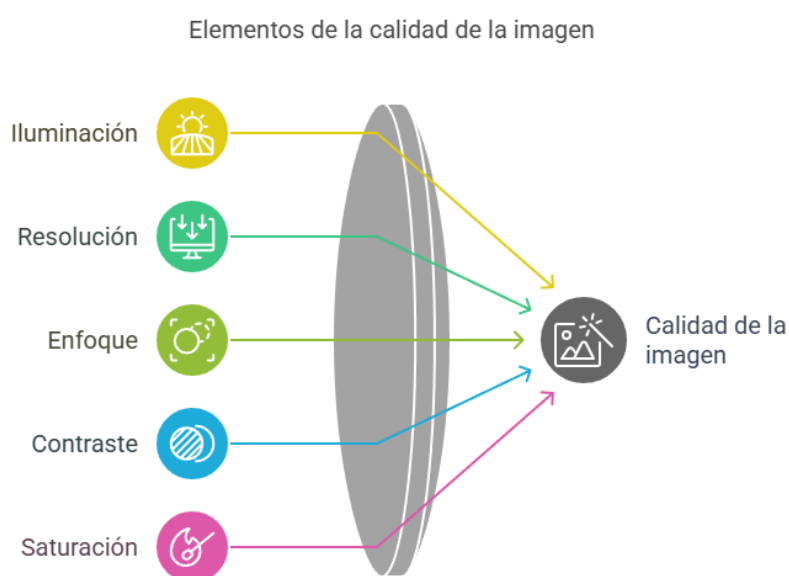 Elementos de la calidad de la imagen
Iluminación
Resolución
Enfoque
Contraste
Saturación
Calidad de la
imagen